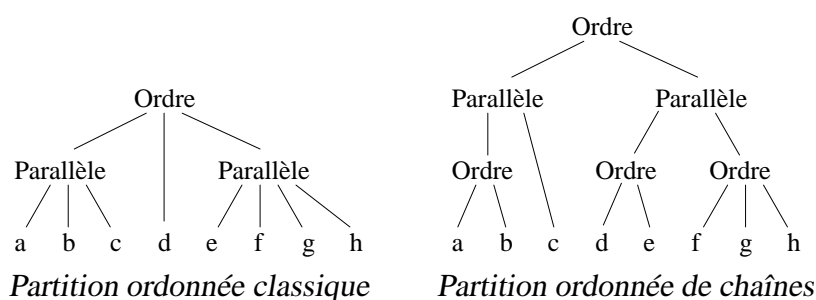 Ordre
Ordre
Parallèle
Parallèle
Parallèle
Parallèle
Ordre
Ordre
Ordre
a b c d e f g h
a b c d e f g h
Partition ordonnée classique
Partition ordonnée de chaînes